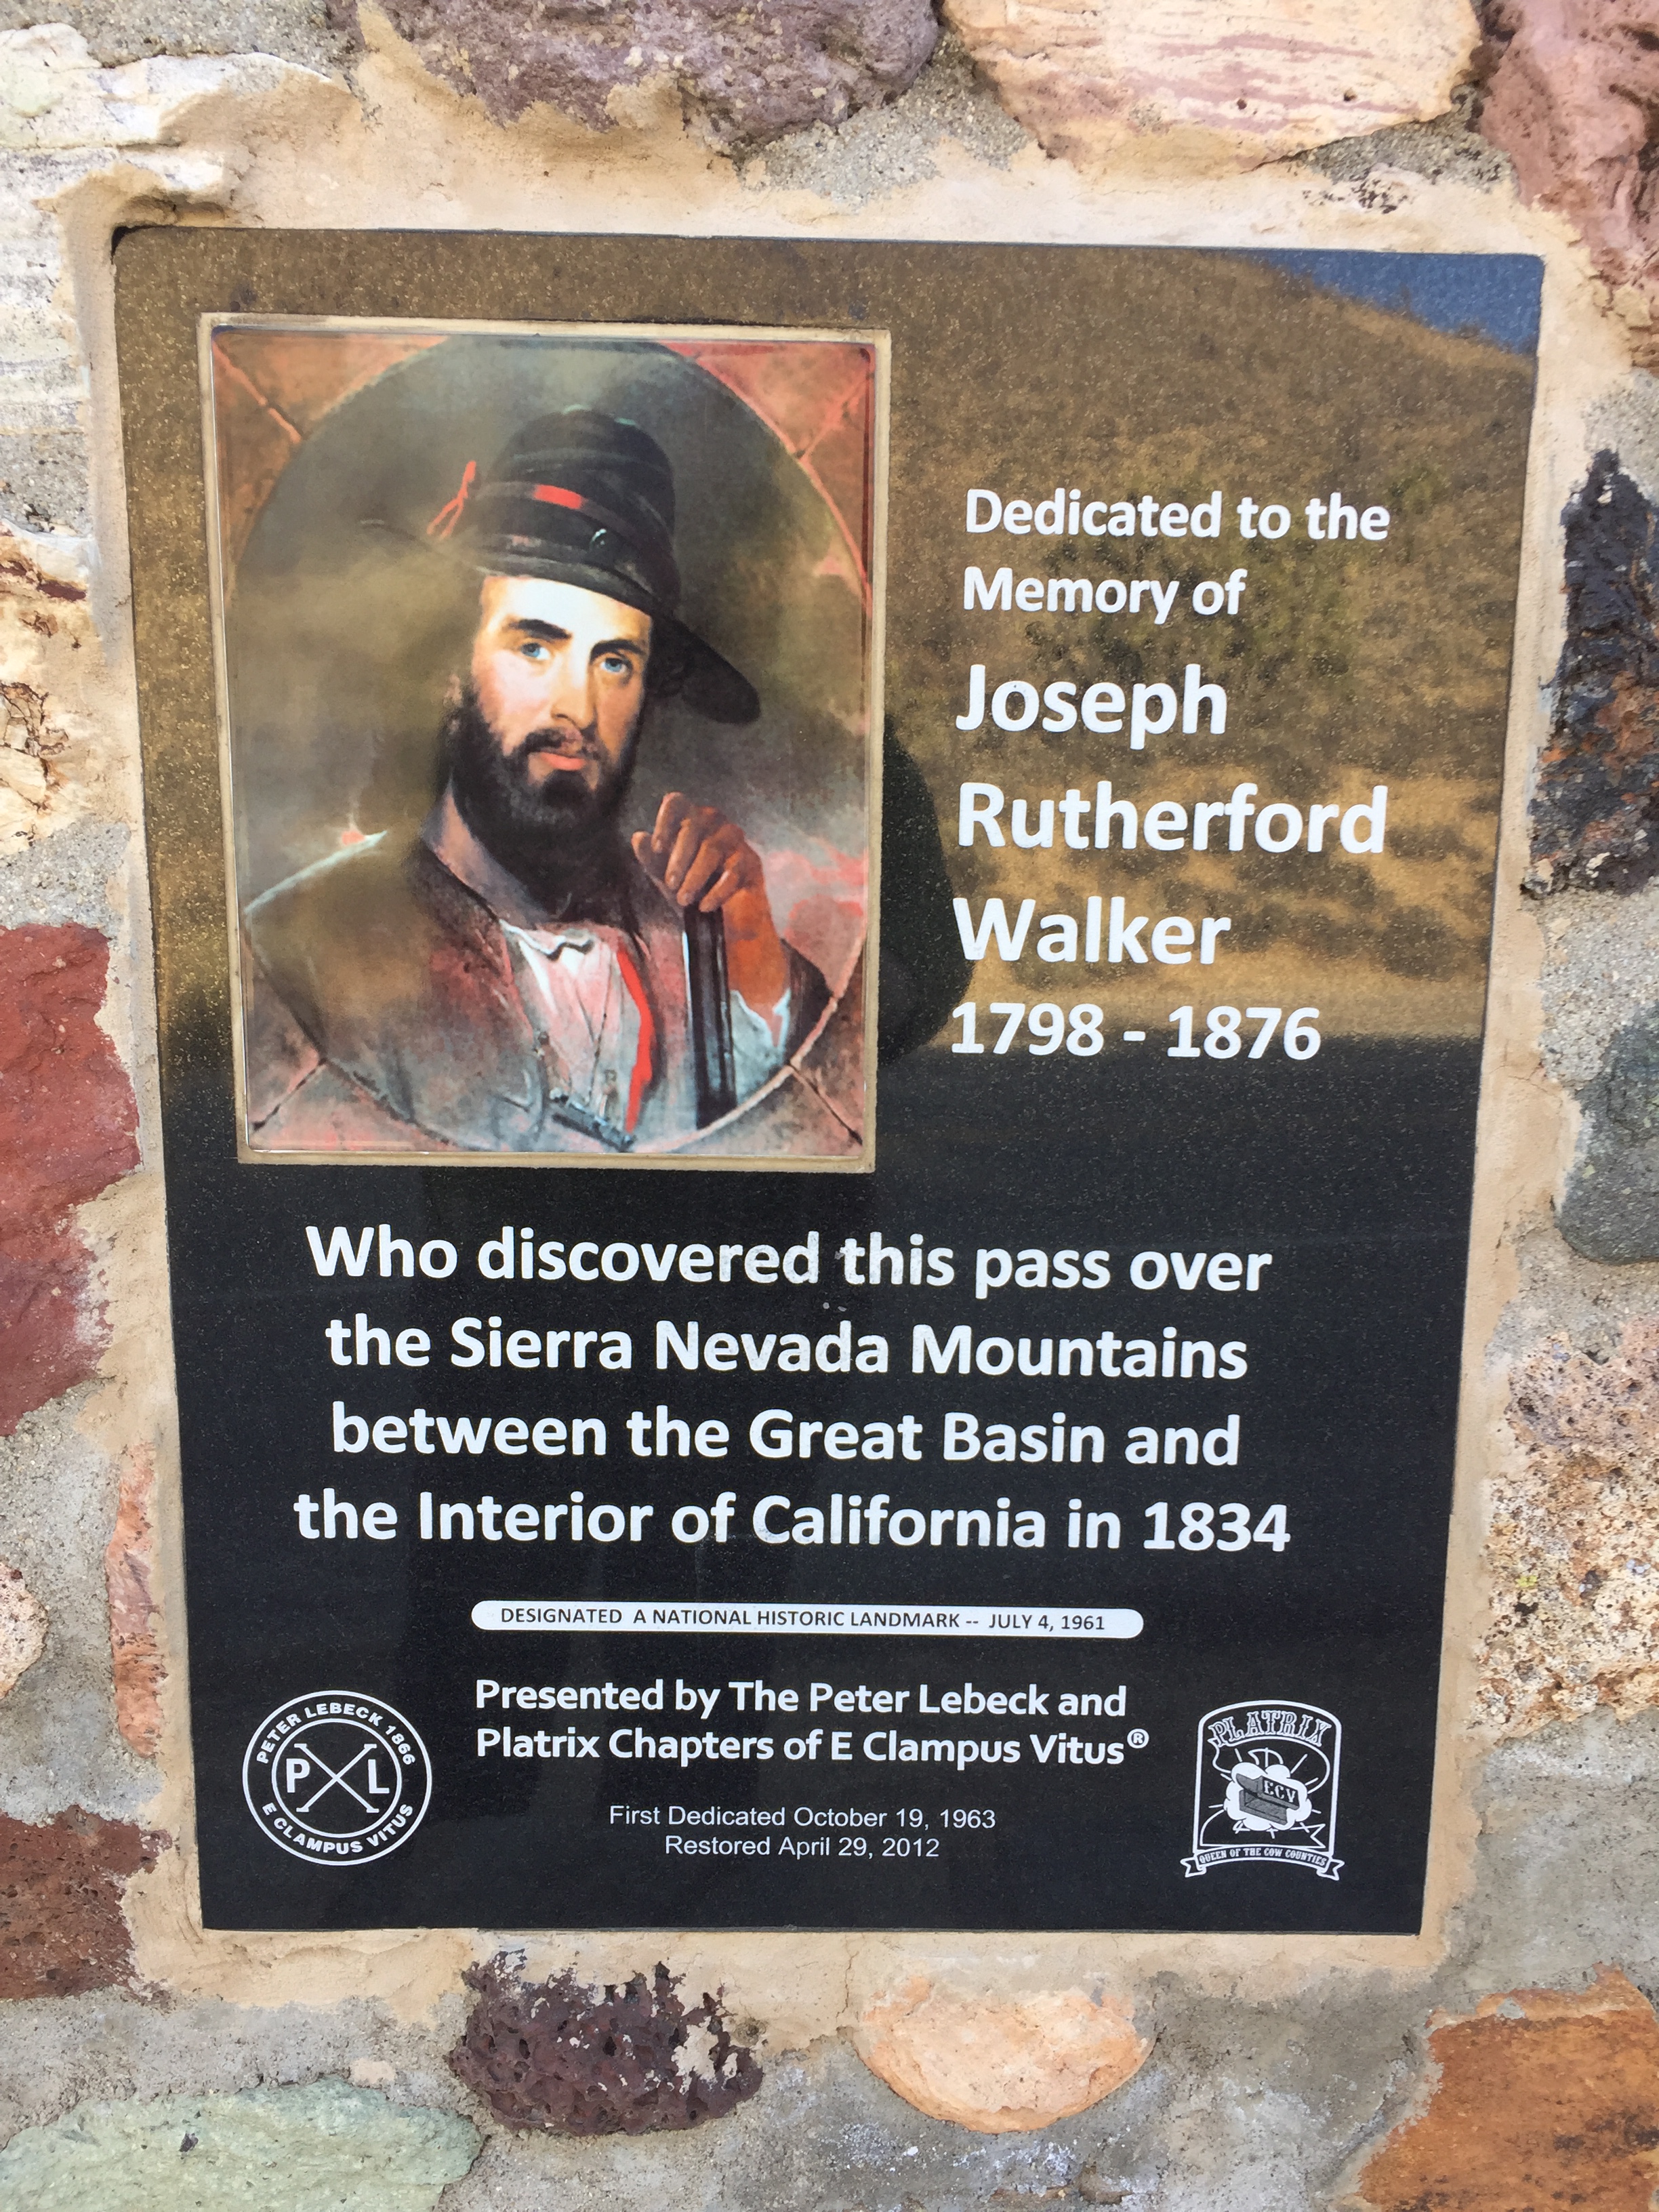 Dedicated to the
Memory of
Joseph
Rutherford
Walker
1798 - 1876
Who discovered this pass over
the Sierra Nevada Mountains
between the Great Basin and
the Interior of California in 1834
DESIGNATED A NATIONAL HISTORIC LANDMARK -- JULY 4, 1961
Presented by The Peter Lebeck and
Platrix Chapters of E Clampus Vitus®
First Dedicated October 19, 1963
Restored April 29, 2012
PETER LEBECK 1866
P L
E CLAMPUS VITUS
PLATRIX
ECV
QUEEN OF THE COW COUNTIES